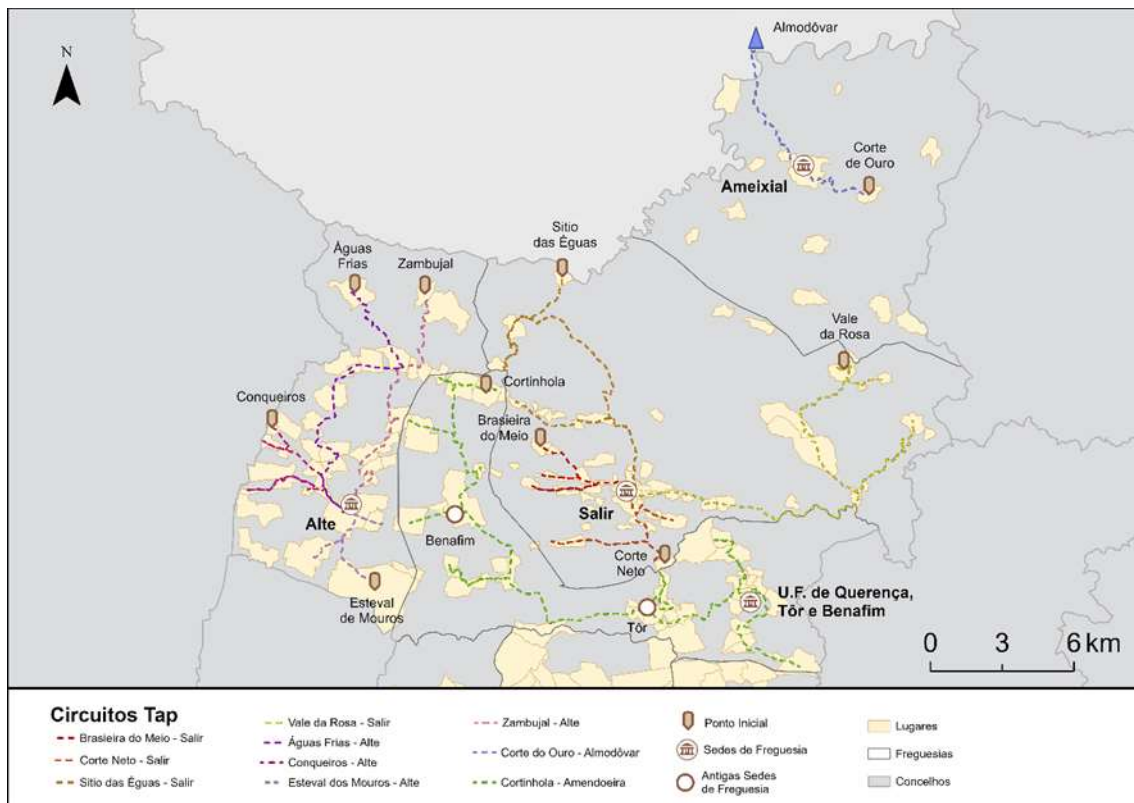 Almodôvar
N
Corte
de Ouro
Ameixial
Sitio
das Éguas
Águas
Frias
Zambujal
Vale
da Rosa
Cortinhola
Conqueiros
Brasieira
do Meio
Salir
Alte
Benafim
Corte
Neto
Esteval
de Mouros
U.F. de Querença,
Tôr e Benafim
Tôr
0 3 6 km
Circuitos Tap
Brasieira do Meio - Salir
Corte Neto - Salir
Sítio das Éguas - Salir
Vale da Rosa - Salir
Águas Frias - Alte
Conqueiros - Alte
Esteval dos Mouros - Alte
Zambujal - Alte
Corte do Ouro - Almodôvar
Cortinhola - Amendoeira
Ponto Inicial
Sedes de Freguesia
Antigas Sedes
de Freguesia
Lugares
Freguesias
Concelhos